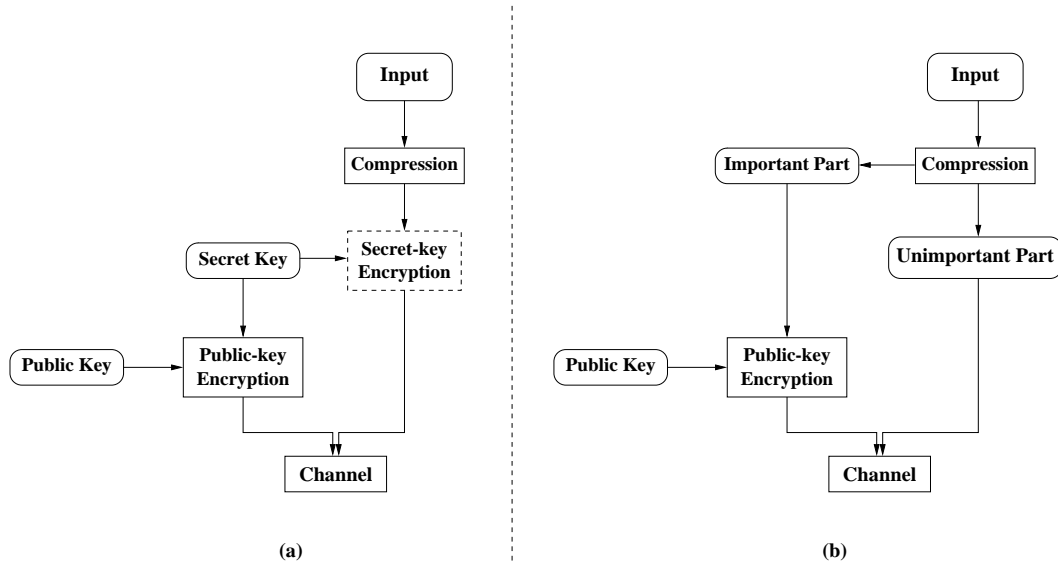 Input
Compression
Secret Key
Secret-key
Encryption
Public Key
Public-key
Encryption
Channel
(a)
Input
Important Part
Compression
Unimportant Part
Public Key
Public-key
Encryption
Channel
(b)